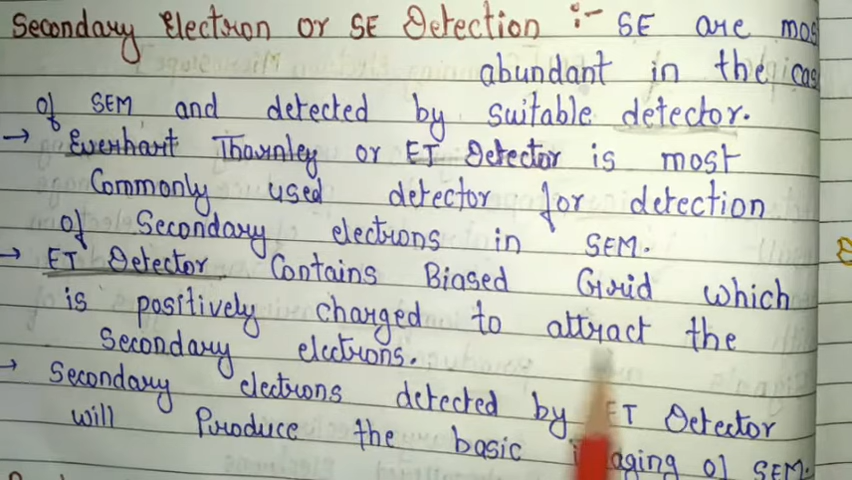 Secondary Electron or SE Detection :- SE are mos
abundant in the cas
of SEM and detected by suitable detector.
→ Everhart Thornley or ET Detector is most
Commonly used detector for detection
of Secondary electrons in SEM.
→ ET Detector Contains Biased Grid which
is positively charged to attract the
Secondary electrons.
→ Secondary electrons detected by ET Detector
will Produce the basic imaging of SEM.